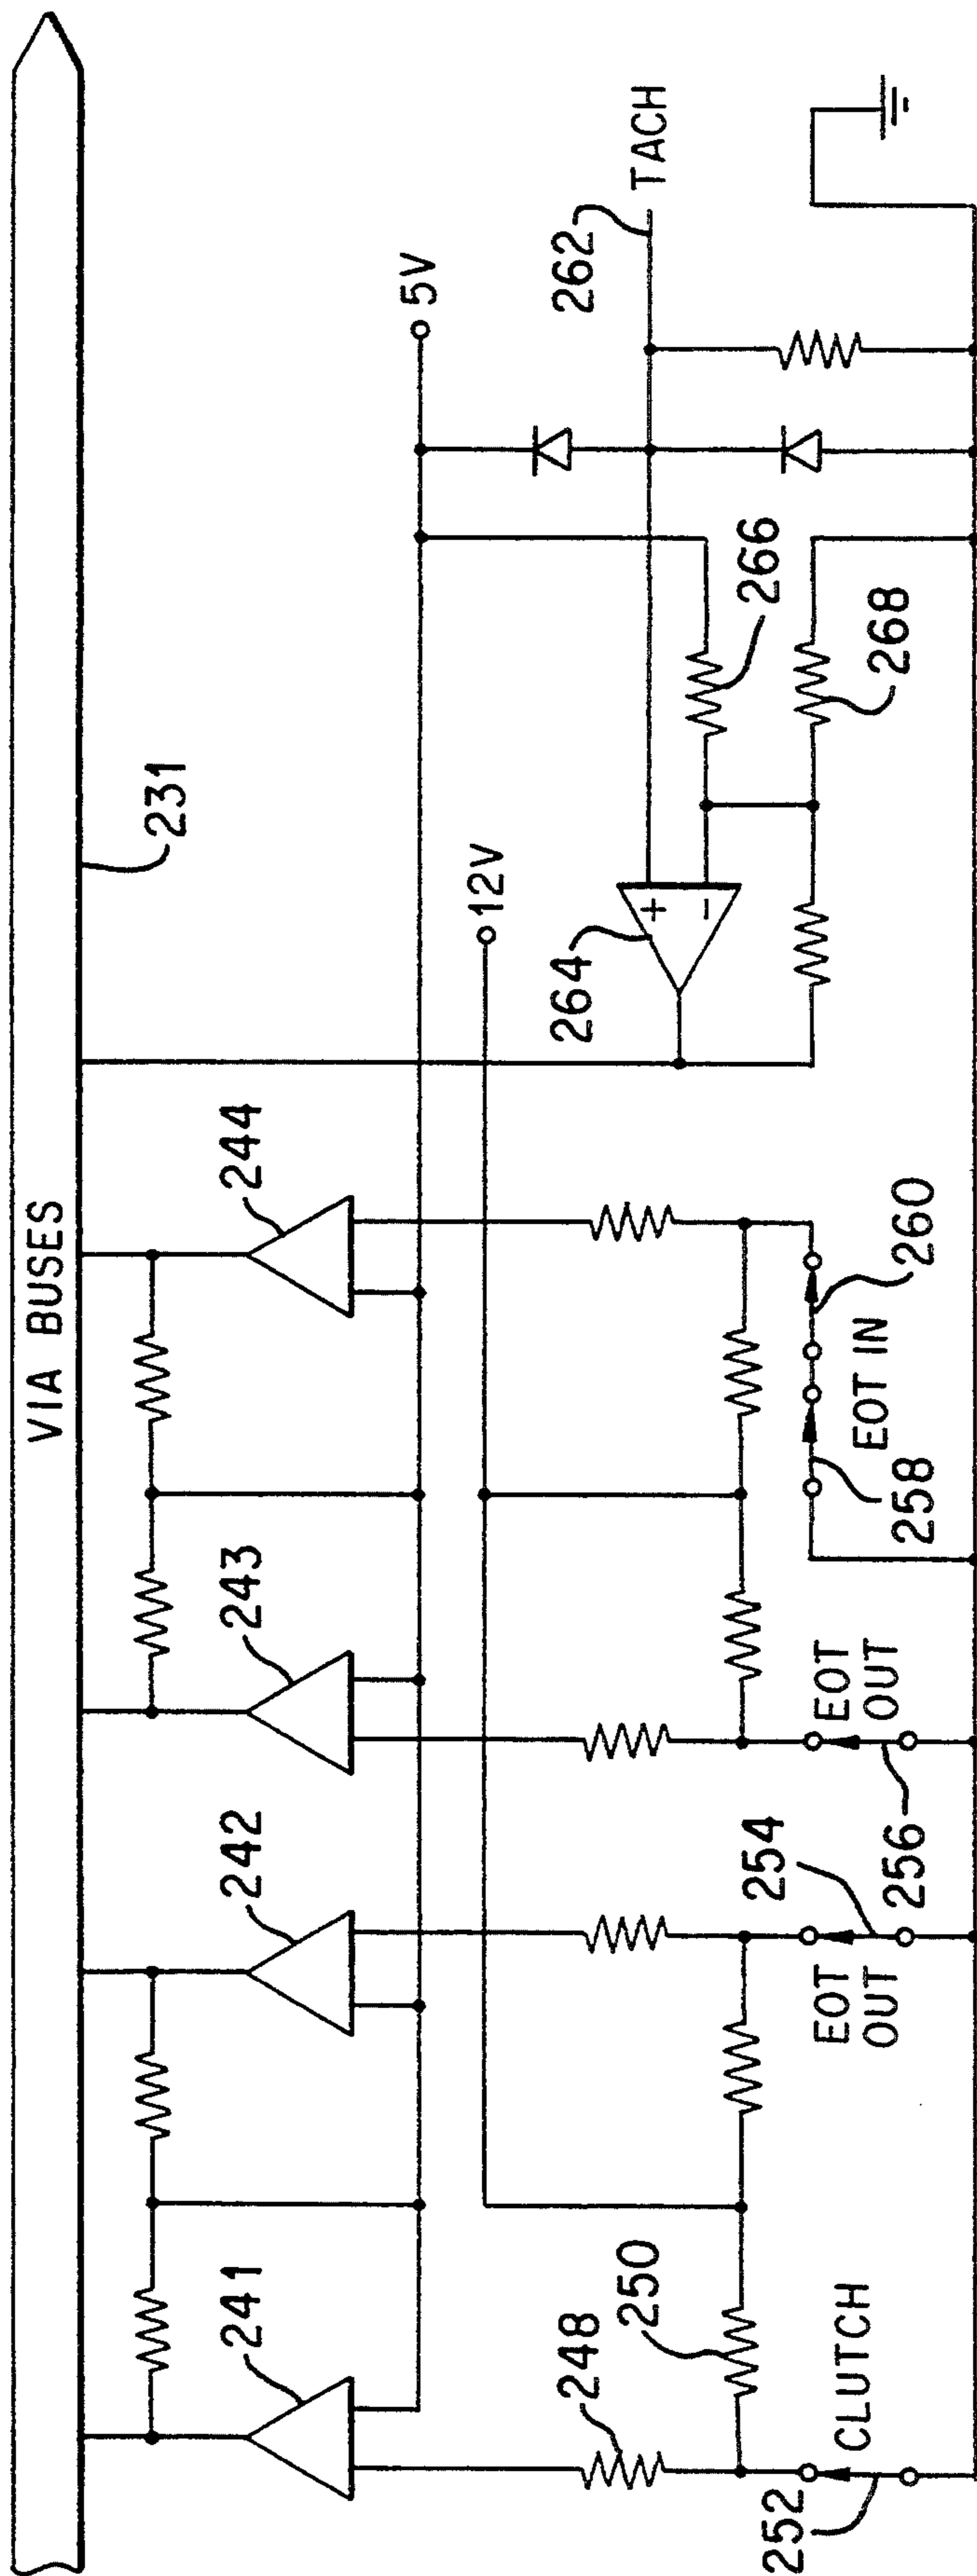 VIA BUSES
231
5V
12V
TACH
262
241
242
243
244
264
+
-
266
268
248
250
252
CLUTCH
EOT
OUT
254
EOT
OUT
256
258
EOT IN
260